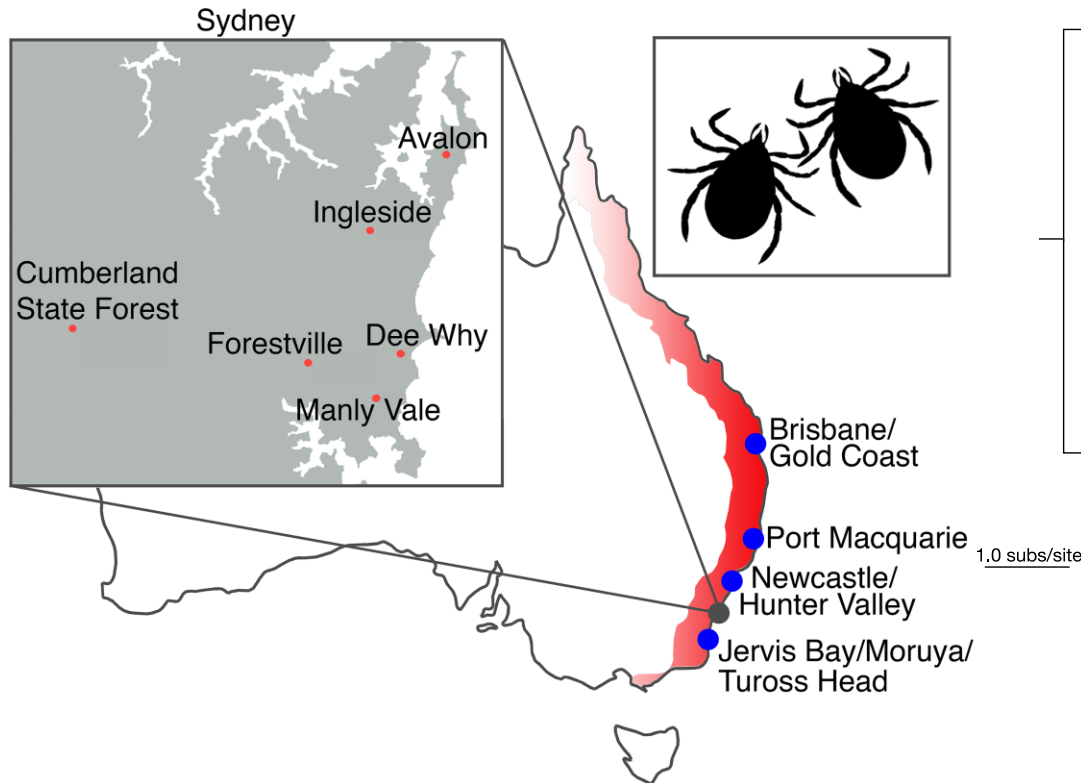 Sydney
Avalon
Ingleside
Cumberland
State Forest
Forestville
Dee Why
Manly Vale
Brisbane/
Gold Coast
Port Macquarie
1.0 subs/site
Newcastle/
Hunter Valley
Jervis Bay/Moruya/
Tuross Head